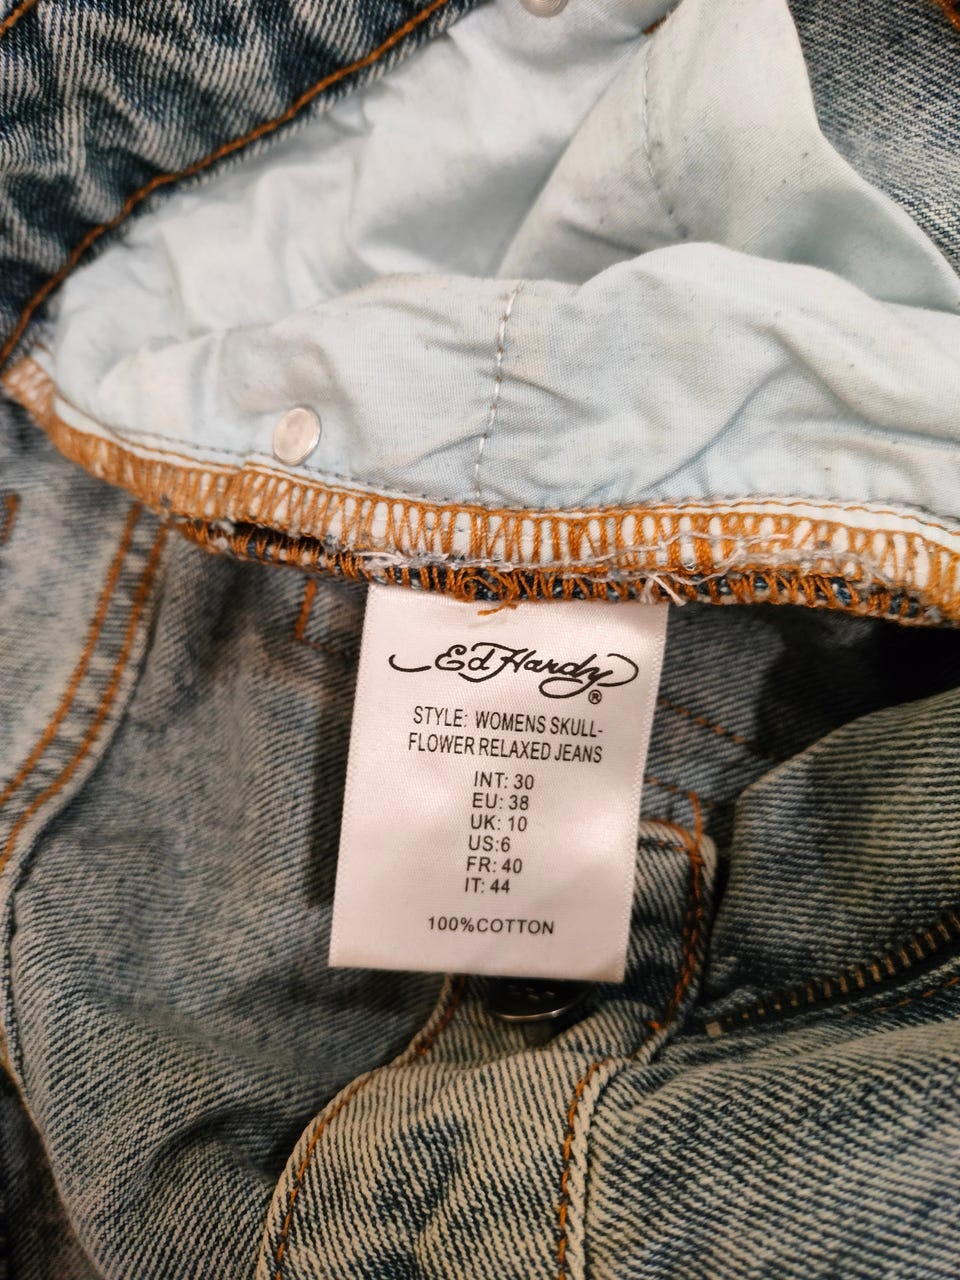 Ed Hardy
®
STYLE: WOMENS SKULL-
FLOWER RELAXED JEANS
INT: 30
EU: 38
UK: 10
US:6
FR: 40
IT: 44
100%COTTON